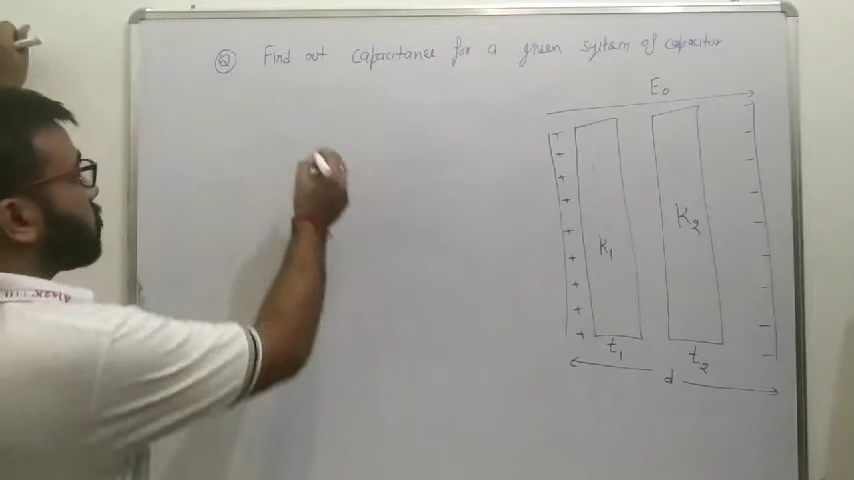 Q Find out capacitance for a given system of capacitor
E₀
K₁
K₂
t₁
t₂
d